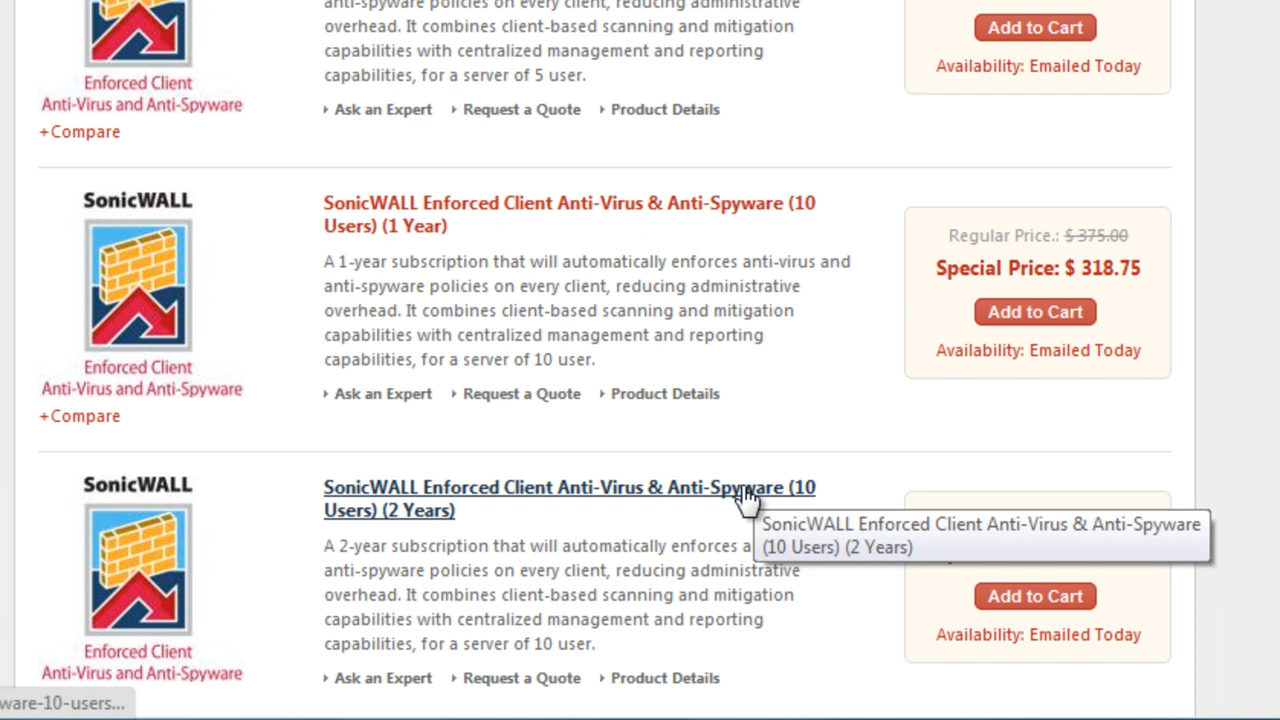 anti-spyware policies on every client, reducing administrative
overhead. It combines client-based scanning and mitigation
capabilities with centralized management and reporting
capabilities, for a server of 5 user.
Ask an Expert Request a Quote Product Details
Enforced Client
Anti-Virus and Anti-Spyware
+Compare
Add to Cart
Availability: Emailed Today
SonicWALL
Enforced Client
Anti-Virus and Anti-Spyware
+Compare
SonicWALL Enforced Client Anti-Virus & Anti-Spyware (10
Users) (1 Year)
A 1-year subscription that will automatically enforces anti-virus and
anti-spyware policies on every client, reducing administrative
overhead. It combines client-based scanning and mitigation
capabilities with centralized management and reporting
capabilities, for a server of 10 user.
Ask an Expert Request a Quote Product Details
Regular Price.: $ 375.00
Special Price: $ 318.75
Add to Cart
Availability: Emailed Today
SonicWALL
Enforced Client
Anti-Virus and Anti-Spyware
SonicWALL Enforced Client Anti-Virus & Anti-Spyware (10
Users) (2 Years)
A 2-year subscription that will automatically enforces
anti-spyware policies on every client, reducing administrative
overhead. It combines client-based scanning and mitigation
capabilities with centralized management and reporting
capabilities, for a server of 10 user.
Ask an Expert Request a Quote Product Details
SonicWALL Enforced Client Anti-Virus & Anti-Spyware
(10 Users) (2 Years)
Add to Cart
Availability: Emailed Today
ware-10-users...